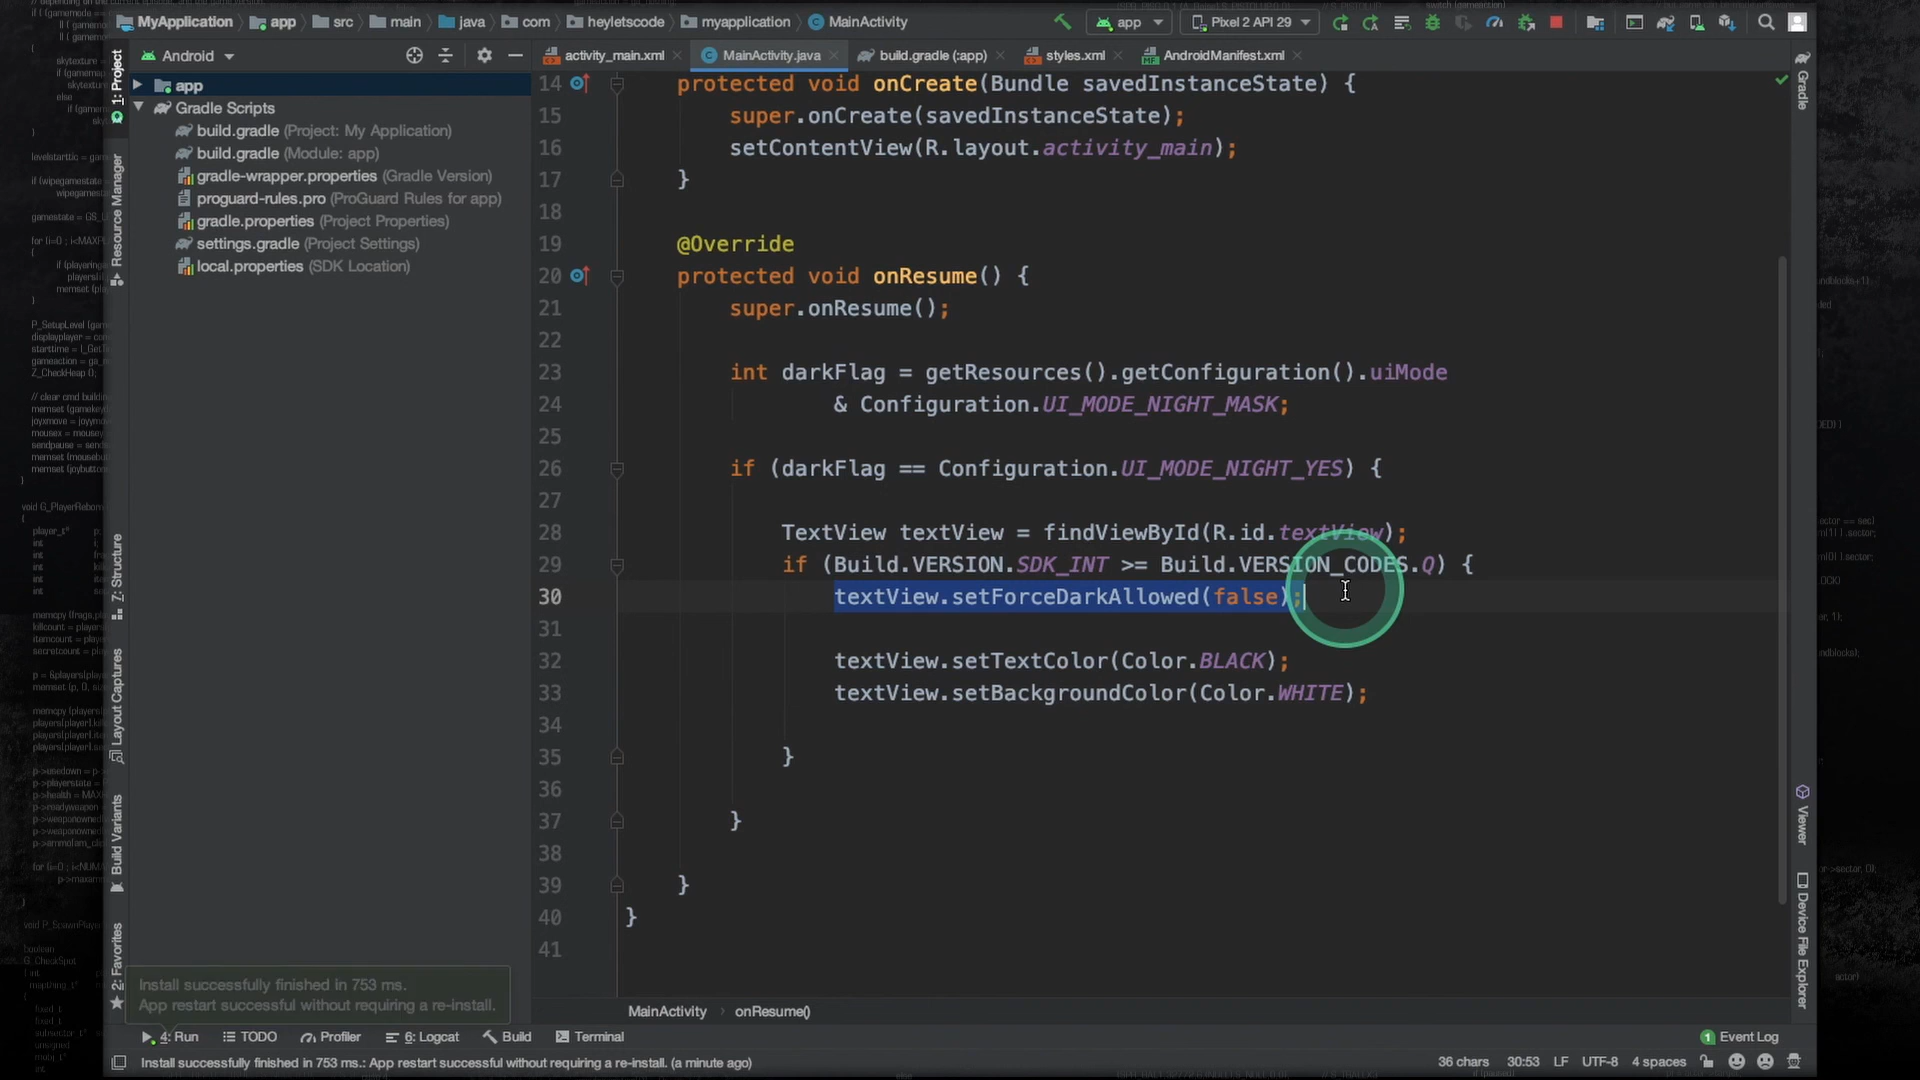 MyApplication app src main java com heyletscode myapplication MainActivity app Pixel 2 API 29
Android activity_main.xml MainActivity.java build.gradle (:app) styles.xml AndroidManifest.xml
1: Project
Resource Manager
Z: Structure
Layout Captures
Build Variants
2: Favorites
app
Gradle Scripts
build.gradle (Project: My Application)
build.gradle (Module: app)
gradle-wrapper.properties (Gradle Version)
proguard-rules.pro (ProGuard Rules for app)
gradle.properties (Project Properties)
settings.gradle (Project Settings)
local.properties (SDK Location)
14 protected void onCreate(Bundle savedInstanceState) {
15 super.onCreate(savedInstanceState);
16 setContentView(R.layout.activity_main);
17 }
18
19 @Override
20 protected void onResume() {
21 super.onResume();
22
23 int darkFlag = getResources().getConfiguration().uiMode
24 & Configuration.UI_MODE_NIGHT_MASK;
25
26 if (darkFlag == Configuration.UI_MODE_NIGHT_YES) {
27
28 TextView textView = findViewById(R.id.textView);
29 if (Build.VERSION.SDK_INT >= Build.VERSION_CODES.Q) {
30 textView.setForceDarkAllowed(false);
31
32 textView.setTextColor(Color.BLACK);
33 textView.setBackgroundColor(Color.WHITE);
34
35 }
36
37 }
38
39 }
40 }
41
Gradle
Viewer
Device File Explorer
Install successfully finished in 753 ms.
App restart successful without requiring a re-install.
MainActivity onResume()
4: Run TODO Profiler 6: Logcat Build Terminal 1 Event Log
Install successfully finished in 753 ms.: App restart successful without requiring a re-install. (a minute ago) 36 chars 30:53 LF UTF-8 4 spaces